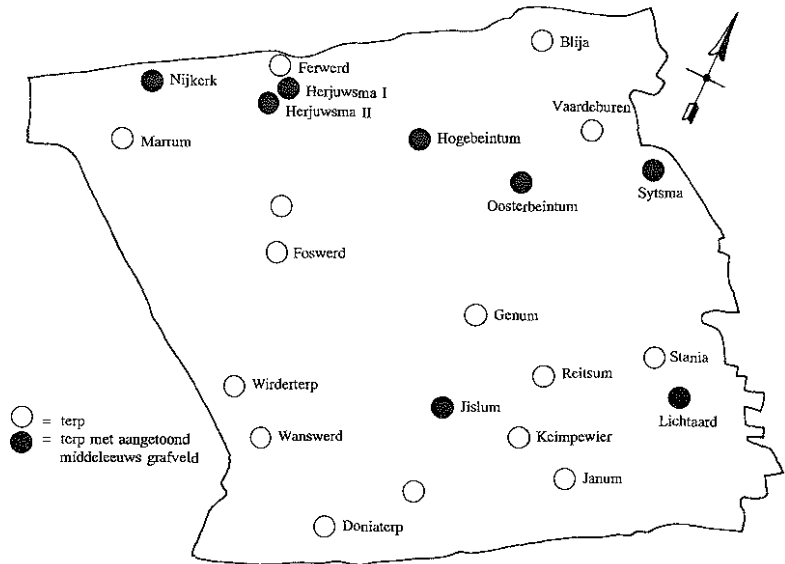 Blija
Ferwerd
Nijkerk
Herjuwsma I
Herjuwsma II
Vaardeburen
Marrum
Hogebeintum
Sytsma
Oosterbeintum
Foswerd
Genum
Stania
Reitsum
Wirderterp
Jislum
Lichtaard
= terp
= terp met aangetoond
middeleeuws grafveld
Wanswerd
Keimpewier
Janum
Doniaterp